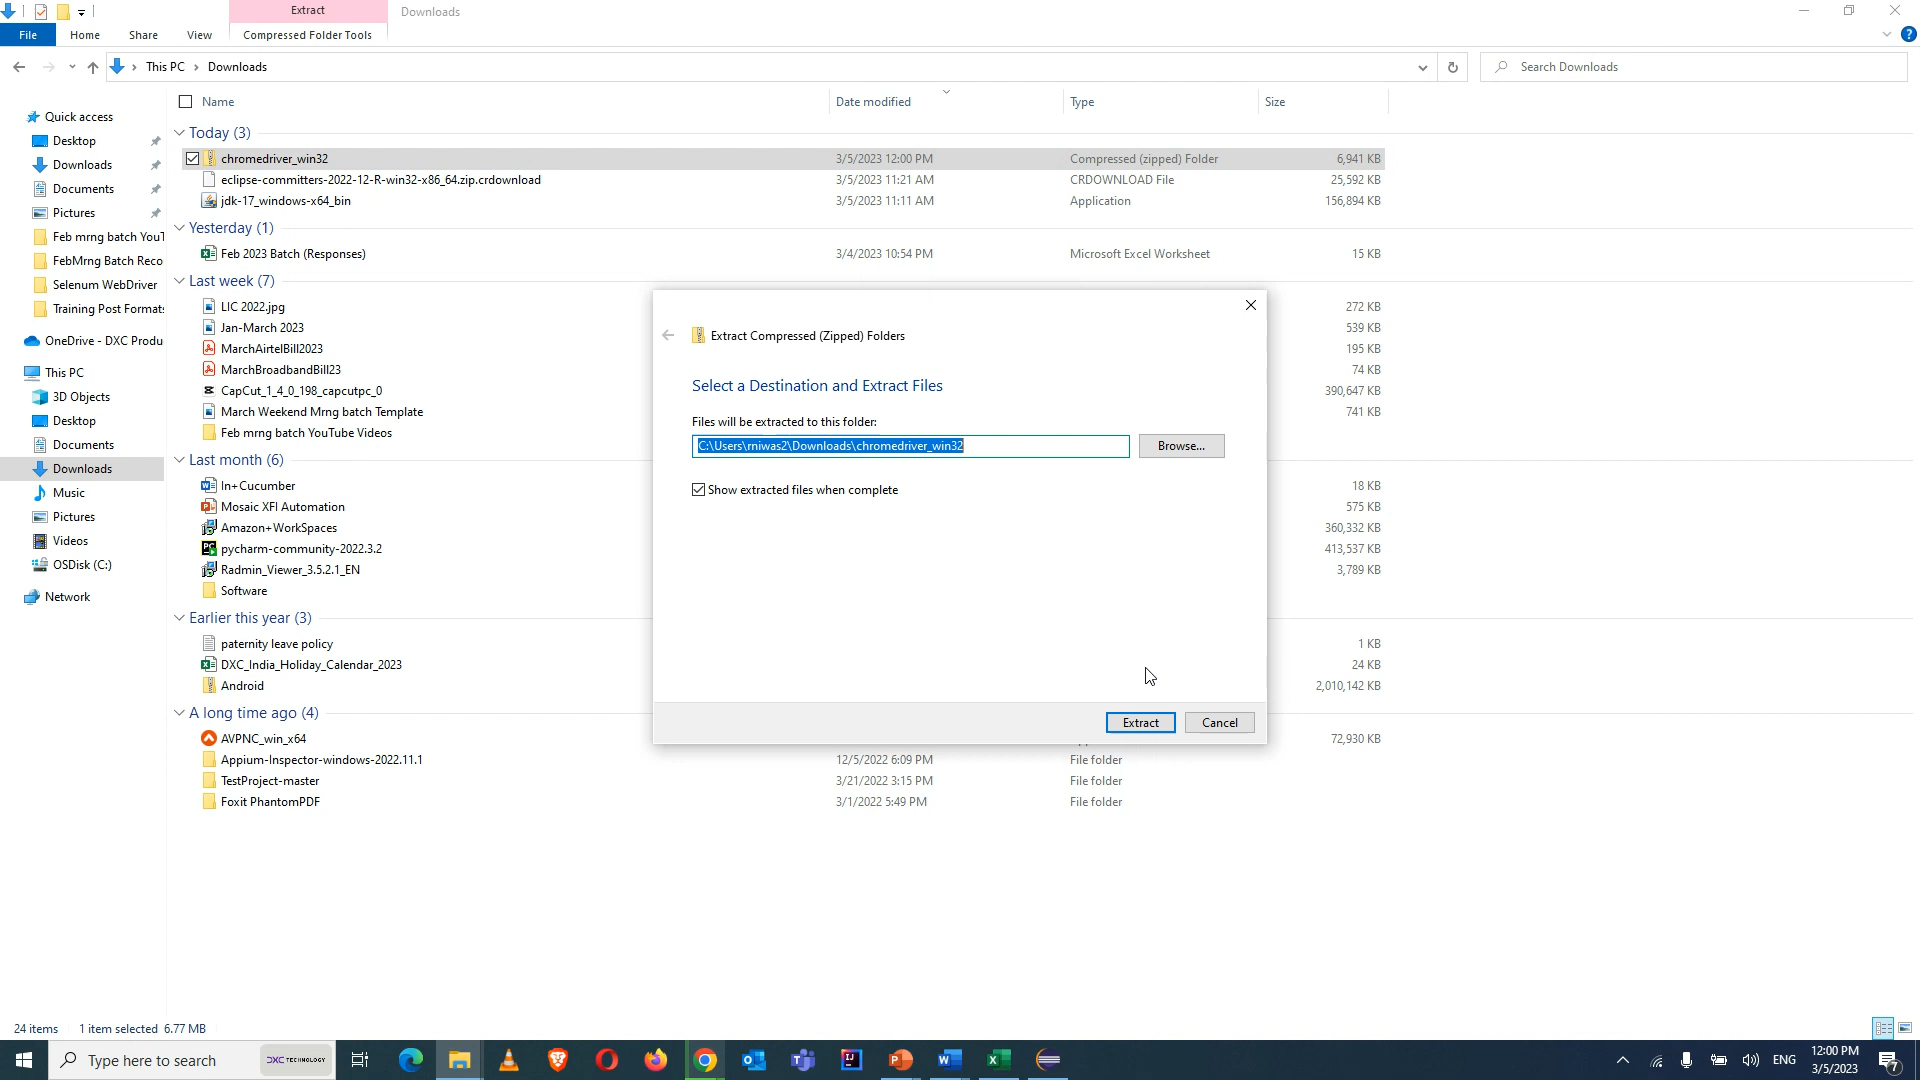 Extract
Downloads
File
Home
Share
View
Compressed Folder Tools
This PC
Downloads
Search Downloads
Name
Date modified
Type
Size
Quick access
Desktop
Downloads
Documents
Pictures
Feb mrng batch YouT
FebMrng Batch Reco
Selenum WebDriver
Training Post Formats
OneDrive - DXC Produ
This PC
3D Objects
Desktop
Documents
Downloads
Music
Pictures
Videos
OSDisk (C:)
Network
Today (3)
chromedriver_win32 3/5/2023 12:00 PM Compressed (zipped) Folder 6,941 KB
eclipse-committers-2022-12-R-win32-x86_64.zip.crdownload 3/5/2023 11:21 AM CRDOWNLOAD File 25,592 KB
jdk-17_windows-x64_bin 3/5/2023 11:11 AM Application 156,894 KB
Yesterday (1)
Feb 2023 Batch (Responses) 3/4/2023 10:54 PM Microsoft Excel Worksheet 15 KB
Last week (7)
LIC 2022.jpg 272 KB
Jan-March 2023 539 KB
MarchAirtelBill2023 195 KB
MarchBroadbandBill23 74 KB
CapCut_1_4_0_198_capcutpc_0 390,647 KB
March Weekend Mrng batch Template 741 KB
Feb mrng batch YouTube Videos
Last month (6)
In+Cucumber 18 KB
Mosaic XFI Automation 575 KB
Amazon+WorkSpaces 360,332 KB
pycharm-community-2022.3.2 413,537 KB
Radmin_Viewer_3.5.2.1_EN 3,789 KB
Software
Earlier this year (3)
paternity leave policy 1 KB
DXC_India_Holiday_Calendar_2023 24 KB
Android 2,010,142 KB
A long time ago (4)
AVPNC_win_x64 72,930 KB
Appium-Inspector-windows-2022.11.1 12/5/2022 6:09 PM File folder
TestProject-master 3/21/2022 3:15 PM File folder
Foxit PhantomPDF 3/1/2022 5:49 PM File folder
Extract Compressed (Zipped) Folders
Select a Destination and Extract Files
Files will be extracted to this folder:
C:\Users\rniwas2\Downloads\chromedriver_win32
Browse...
Show extracted files when complete
Extract
Cancel
24 items 1 item selected 6.77 MB
Type here to search
DXC TECHNOLOGY
ENG
12:00 PM
3/5/2023
7